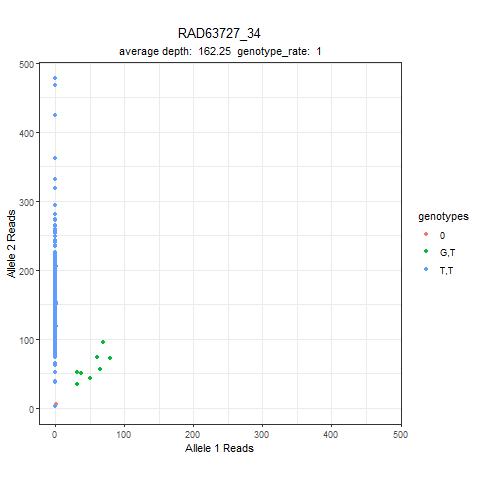 RAD63727_34
average depth: 162.25 genotype_rate: 1
500
400
300
200
100
0
Allele 2 Reads
0 100 200 300 400 500
Allele 1 Reads
genotypes
0
G,T
T,T